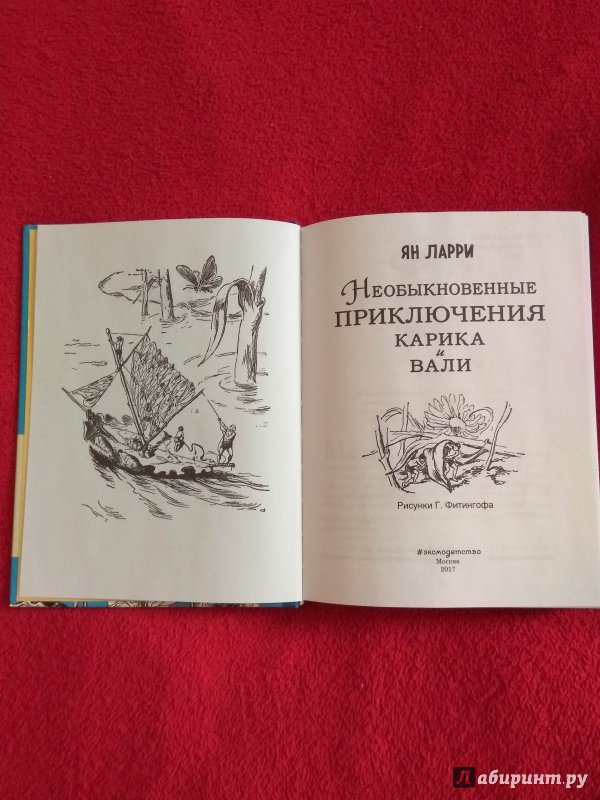 ЯН ЛАРРИ
НЕОБЫКНОВЕННЫЕ
ПРИКЛЮЧЕНИЯ
КАРИКА
и
ВАЛИ
Рисунки Г. Фитингофа
#эксмодетство
Москва
2017
Лабиринт.ру